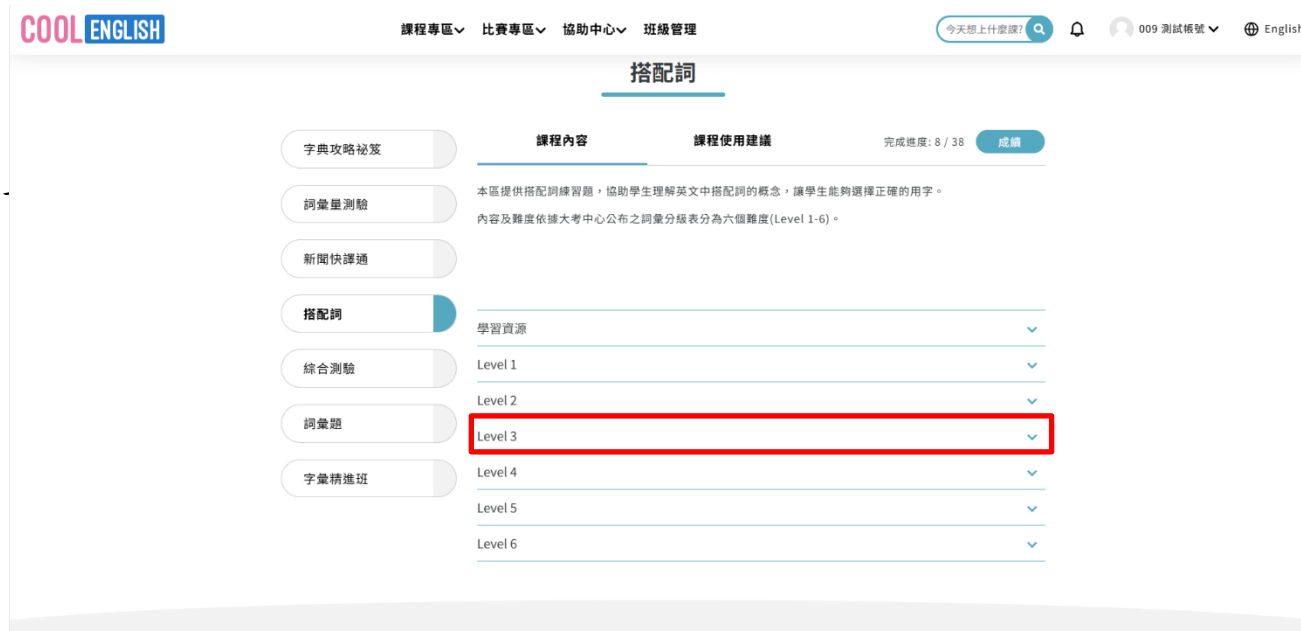 COOL ENGLISH
課程專區 比賽專區 協助中心 班級管理
今天想上什麼課?
009 測試帳號
English
搭配詞
字典攻略祕笈
詞彙量測驗
新聞快譯通
搭配詞
綜合測驗
詞彙題
字彙精進班
課程內容
課程使用建議
完成進度: 8 / 38
成績
本區提供搭配詞練習題，協助學生理解英文中搭配詞的概念，讓學生能夠選擇正確的用字。
內容及難度依據大考中心公布之詞彙分級表分為六個難度(Level 1-6)。
學習資源
Level 1
Level 2
Level 3
Level 4
Level 5
Level 6